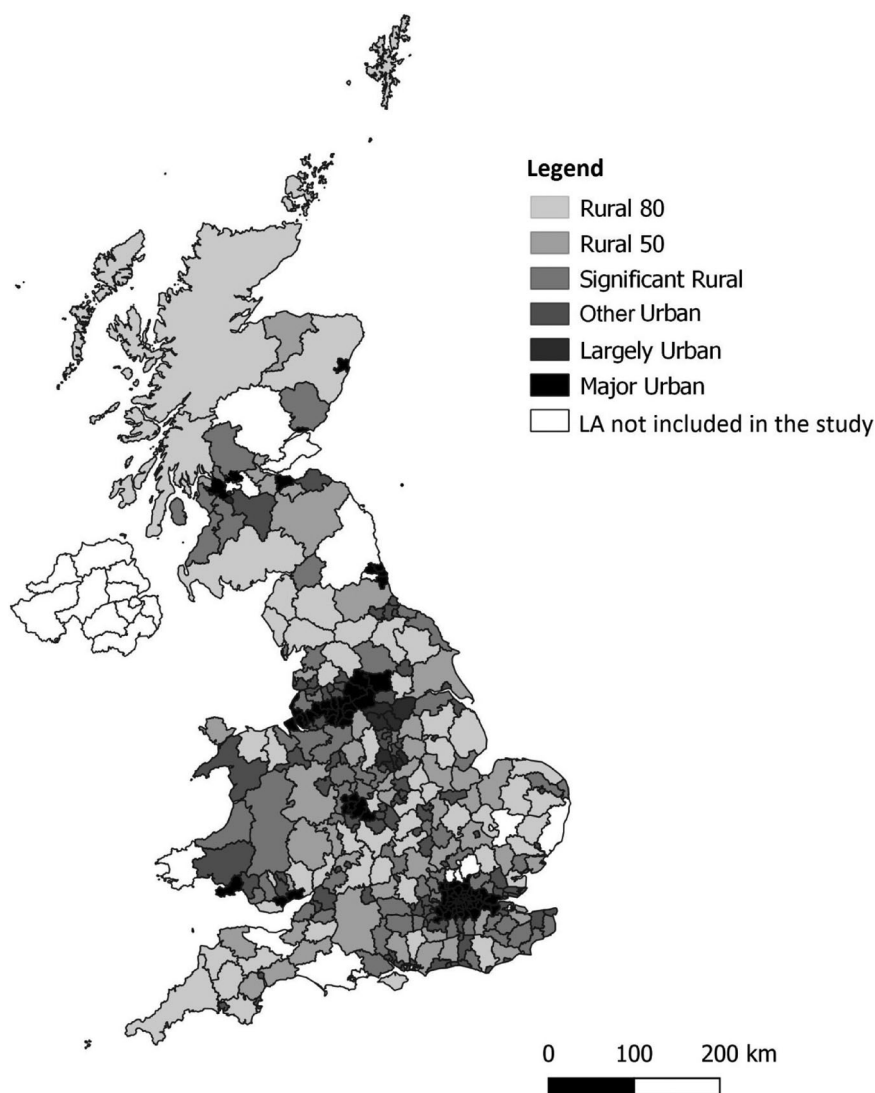 Legend
Rural 80
Rural 50
Significant Rural
Other Urban
Largely Urban
Major Urban
LA not included in the study
0 100 200 km